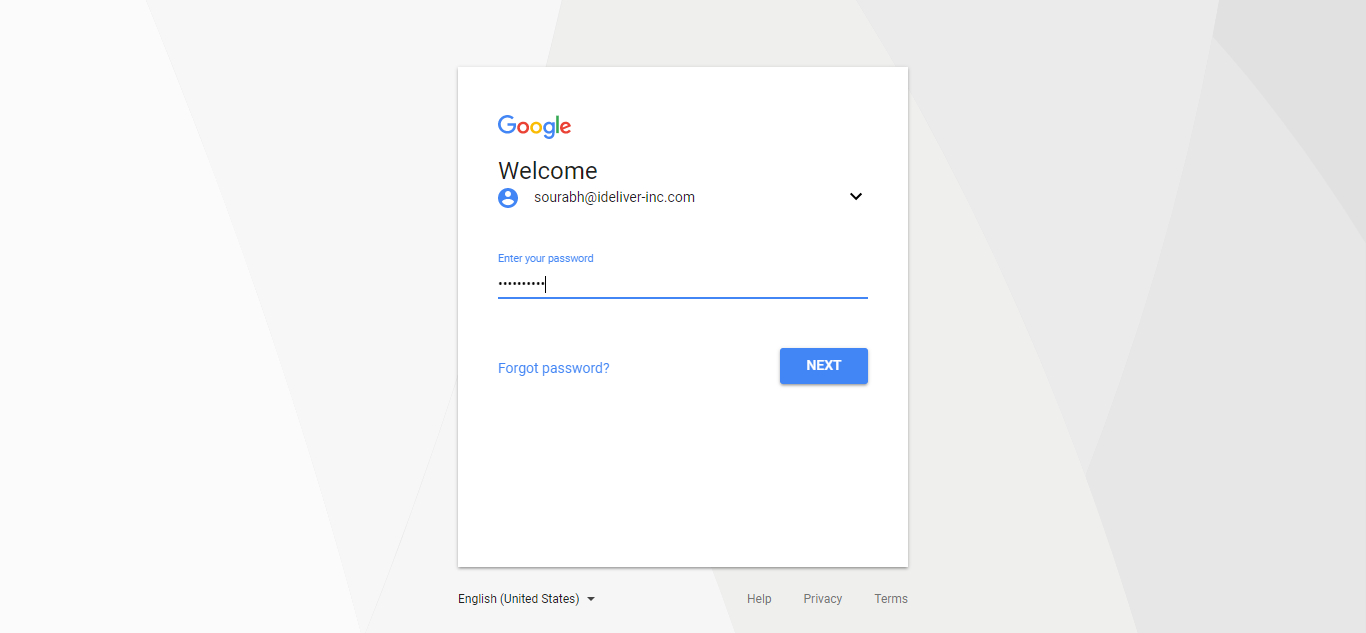 Google
Welcome
sourabh@ideliver-inc.com
Enter your password
••••••••••
Forgot password?
NEXT
English (United States)
Help Privacy Terms